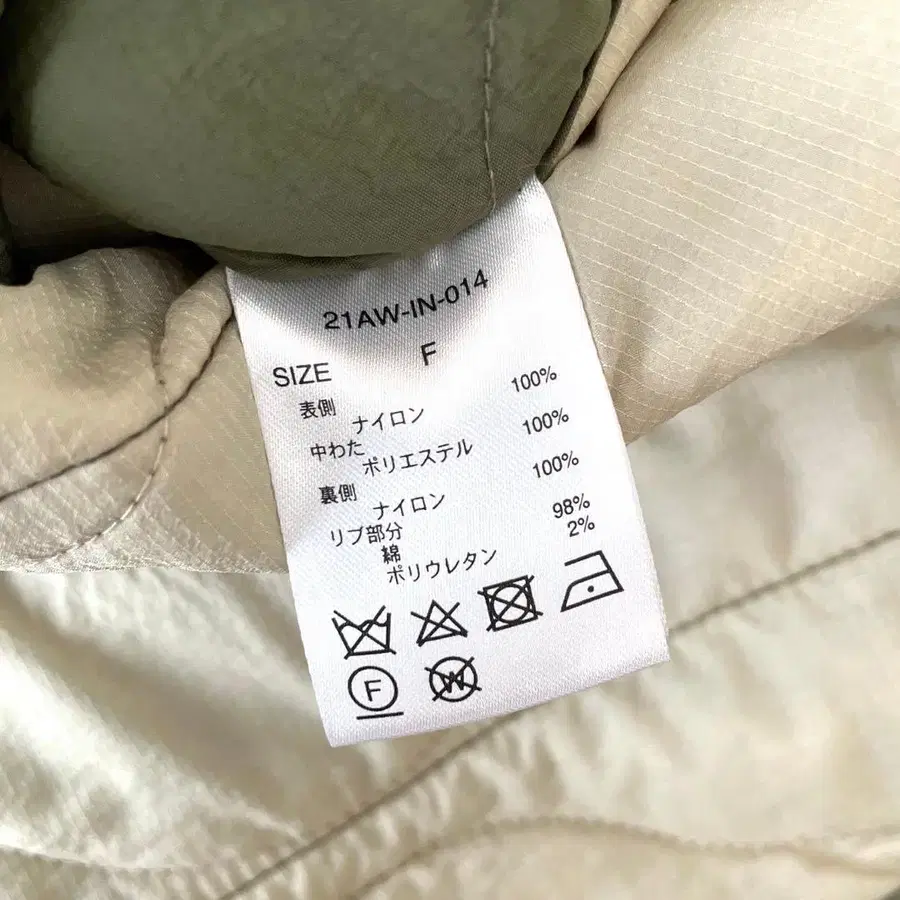 21AW-IN-014
SIZE F
表側
ナイロン 100%
中わた
ポリエステル 100%
裏側
ナイロン 100%
リブ部分
綿 98%
ポリウレタン 2%
F W